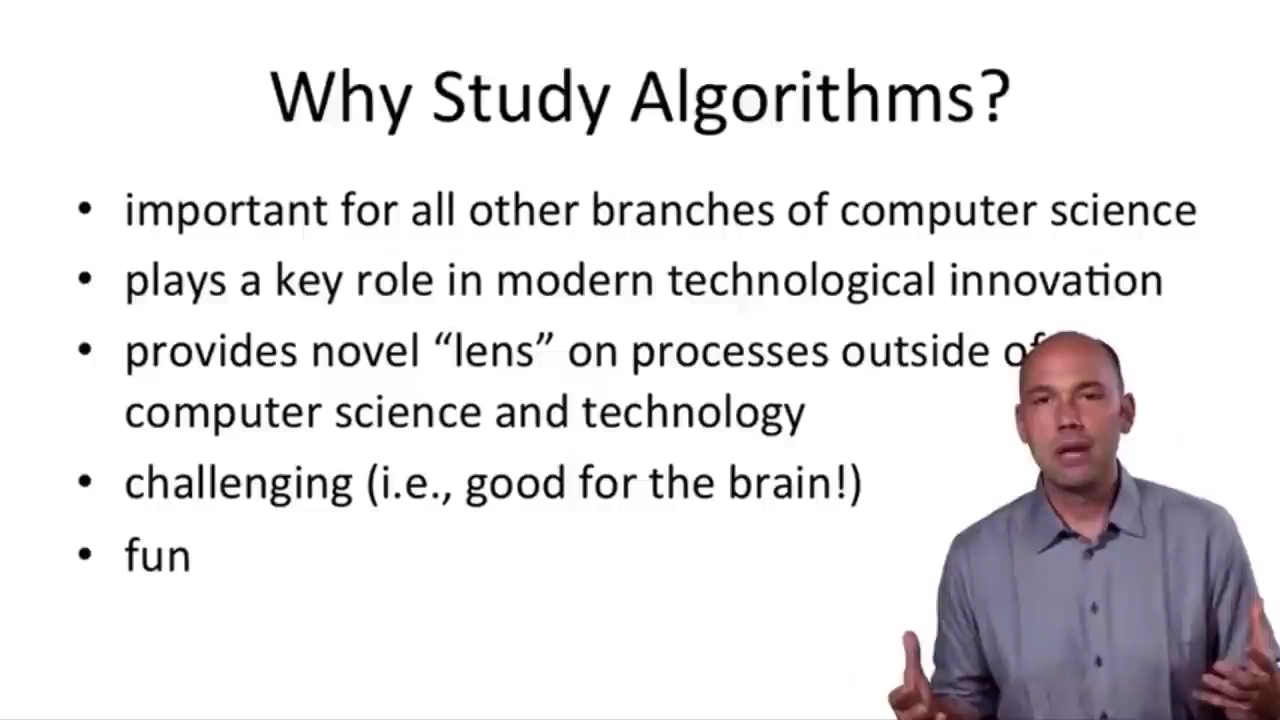 Why Study Algorithms?
• important for all other branches of computer science
• plays a key role in modern technological innovation
• provides novel “lens” on processes outside of
computer science and technology
• challenging (i.e., good for the brain!)
• fun